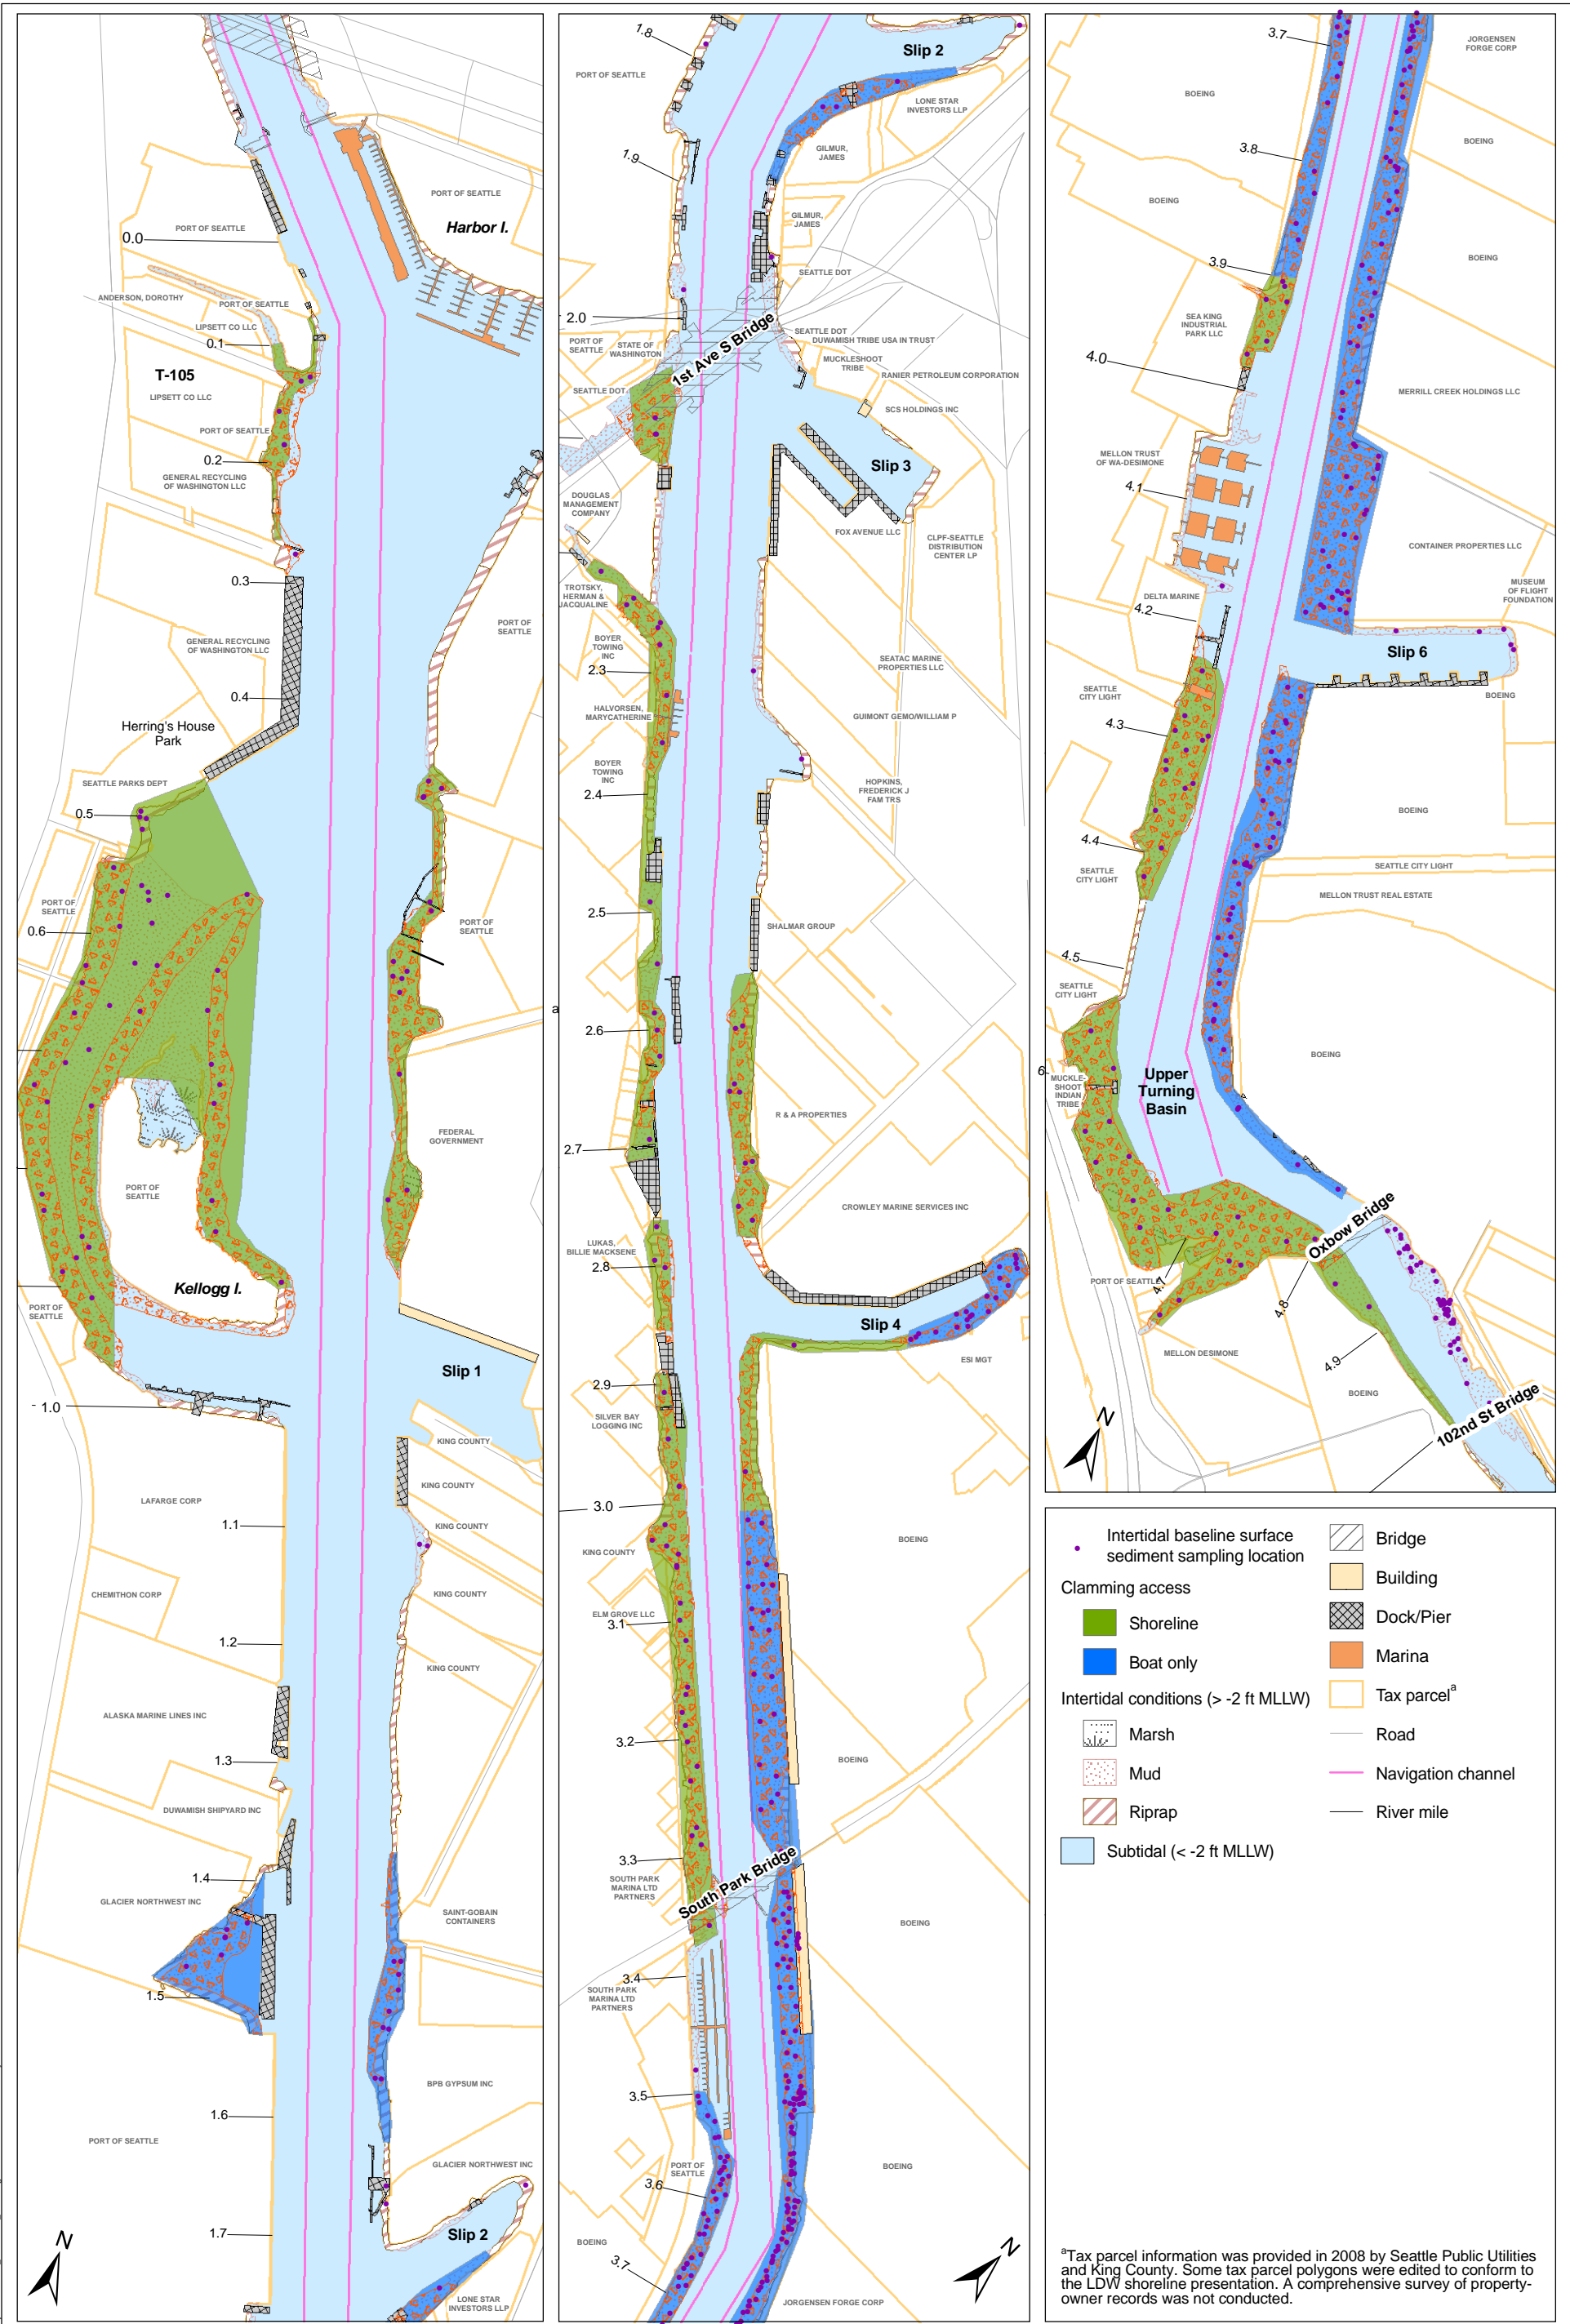 PORT OF SEATTLE
Harbor I.
PORT OF SEATTLE
0.0
ANDERSON, DOROTHY
PORT OF SEATTLE
LIPSETT CO LLC
0.1
T-105
LIPSETT CO LLC
PORT OF SEATTLE
0.2
GENERAL RECYCLING
OF WASHINGTON LLC
0.3
PORT OF
SEATTLE
GENERAL RECYCLING
OF WASHINGTON LLC
0.4
Herring's House
Park
SEATTLE PARKS DEPT
0.5
PORT OF
SEATTLE
0.6
PORT OF
SEATTLE
FEDERAL
GOVERNMENT
PORT OF
SEATTLE
Kellogg I.
PORT OF
SEATTLE
Slip 1
- 1.0
KING COUNTY
KING COUNTY
LAFARGE CORP
1.1
KING COUNTY
CHEMITHON CORP
KING COUNTY
1.2
KING COUNTY
ALASKA MARINE LINES INC
1.3
DUWAMISH SHIPYARD INC
1.4
GLACIER NORTHWEST INC
SAINT-GOBAIN
CONTAINERS
1.5
BPB GYPSUM INC
1.6
PORT OF SEATTLE
GLACIER NORTHWEST INC
1.7
Slip 2
N
LONE STAR
INVESTORS LLP
1.8
Slip 2
PORT OF SEATTLE
LONE STAR
INVESTORS LLP
1.9
GILMUR,
JAMES
GILMUR,
JAMES
SEATTLE DOT
2.0
1st Ave S Bridge
PORT OF
SEATTLE
STATE OF
WASHINGTON
SEATTLE DOT
DUWAMISH TRIBE USA IN TRUST
MUCKLESHOOT
TRIBE
RANIER PETROLEUM CORPORATION
SEATTLE DOT
SCS HOLDINGS INC
Slip 3
DOUGLAS
MANAGEMENT
COMPANY
FOX AVENUE LLC
CLPF-SEATTLE
DISTRIBUTION
CENTER LP
TROTSKY,
HERMAN &
JACQUALINE
BOYER
TOWING
INC
2.3
SEATAC MARINE
PROPERTIES LLC
HALVORSEN,
MARYCATHERINE
GUIMONT GEMO/WILLIAM P
BOYER
TOWING
INC
2.4
HOPKINS,
FREDERICK J
FAM TRS
2.5
SHALMAR GROUP
a
2.6
R & A PROPERTIES
2.7
CROWLEY MARINE SERVICES INC
LUKAS,
BILLIE MACKSENE
2.8
Slip 4
ESI MGT
2.9
SILVER BAY
LOGGING INC
3.0
KING COUNTY
BOEING
ELM GROVE LLC
3.1
3.2
BOEING
3.3
SOUTH PARK
MARINA LTD
PARTNERS
South Park Bridge
BOEING
3.4
SOUTH PARK
MARINA LTD
PARTNERS
3.5
PORT OF
SEATTLE
BOEING
3.6
BOEING
3.7
N
JORGENSEN FORGE CORP
3.7
JORGENSEN
FORGE CORP
BOEING
BOEING
3.8
BOEING
BOEING
3.9
SEA KING
INDUSTRIAL
PARK LLC
4.0
MERRILL CREEK HOLDINGS LLC
MELLON TRUST
OF WA-DESIMONE
4.1
CONTAINER PROPERTIES LLC
MUSEUM
OF FLIGHT
FOUNDATION
DELTA MARINE
4.2
Slip 6
SEATTLE
CITY LIGHT
BOEING
4.3
BOEING
4.4
SEATTLE
CITY LIGHT
SEATTLE CITY LIGHT
MELLON TRUST REAL ESTATE
4.5
SEATTLE
CITY LIGHT
BOEING
6
MUCKLE-
SHOOT
INDIAN
TRIBE
Upper
Turning
Basin
Oxbow Bridge
PORT OF SEATTLE
4.7
4.8
MELLON DESIMONE
4.9
BOEING
102nd St Bridge
N
Intertidal baseline surface
sediment sampling location
Clamming access
Shoreline
Boat only
Intertidal conditions (> -2 ft MLLW)
Marsh
Mud
Riprap
Subtidal (< -2 ft MLLW)
Bridge
Building
Dock/Pier
Marina
Tax parcelᵃ
Road
Navigation channel
River mile
ᵃTax parcel information was provided in 2008 by Seattle Public Utilities
and King County. Some tax parcel polygons were edited to conform to
the LDW shoreline presentation. A comprehensive survey of property-
owner records was not conducted.